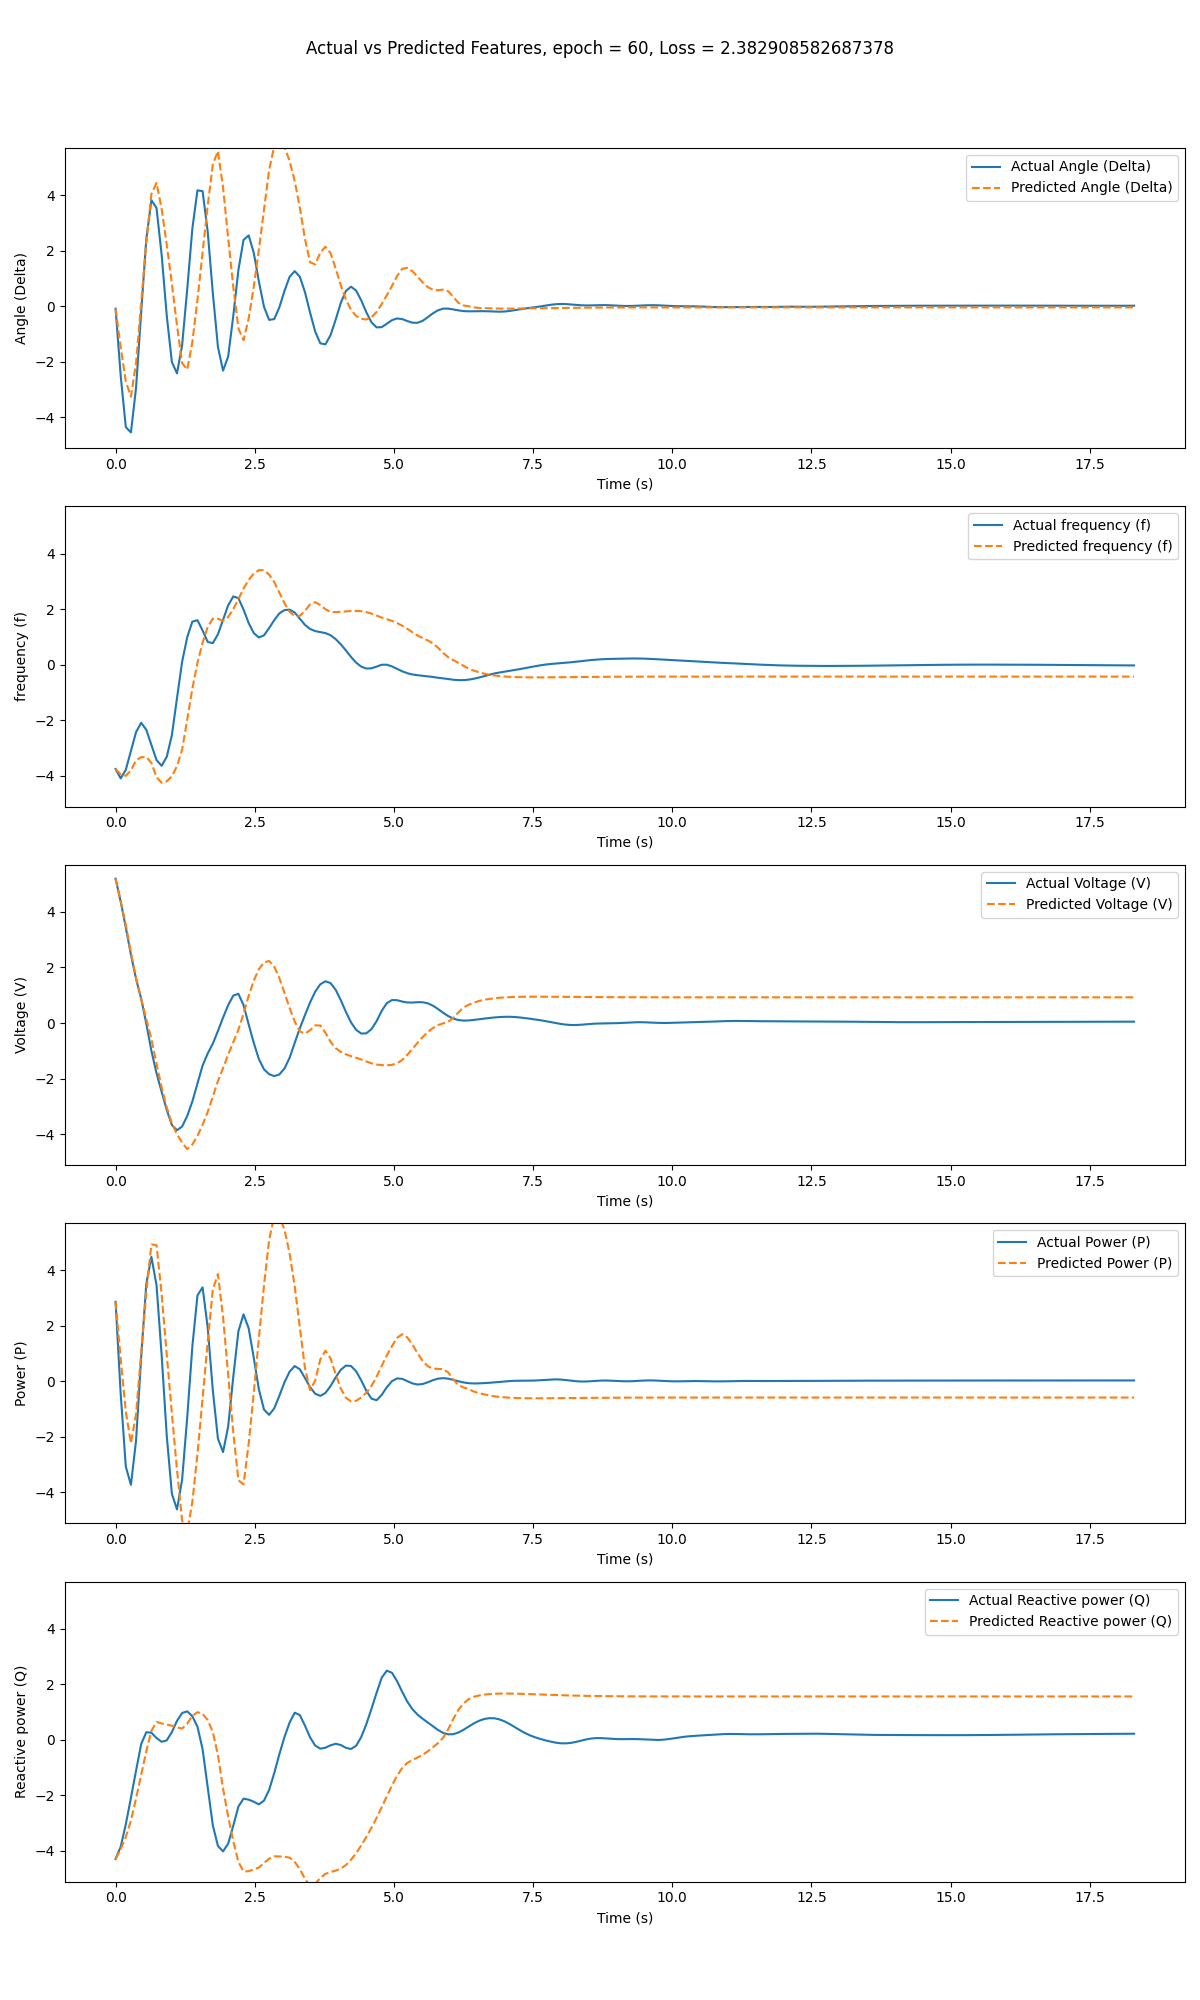 Actual vs Predicted Features, epoch = 60, Loss = 2.382908582687378
Actual Angle (Delta)
Predicted Angle (Delta)
Angle (Delta)
4
2
0
−2
−4
0.0 2.5 5.0 7.5 10.0 12.5 15.0 17.5
Time (s)
Actual frequency (f)
Predicted frequency (f)
frequency (f)
4
2
0
−2
−4
0.0 2.5 5.0 7.5 10.0 12.5 15.0 17.5
Time (s)
Actual Voltage (V)
Predicted Voltage (V)
Voltage (V)
4
2
0
−2
−4
0.0 2.5 5.0 7.5 10.0 12.5 15.0 17.5
Time (s)
Actual Power (P)
Predicted Power (P)
Power (P)
4
2
0
−2
−4
0.0 2.5 5.0 7.5 10.0 12.5 15.0 17.5
Time (s)
Actual Reactive power (Q)
Predicted Reactive power (Q)
Reactive power (Q)
4
2
0
−2
−4
0.0 2.5 5.0 7.5 10.0 12.5 15.0 17.5
Time (s)